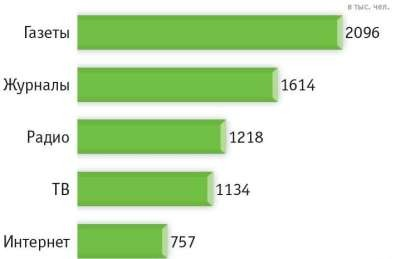 в тыс. чел.
Газеты 2096
Журналы 1614
Радио 1218
ТВ 1134
Интернет 757